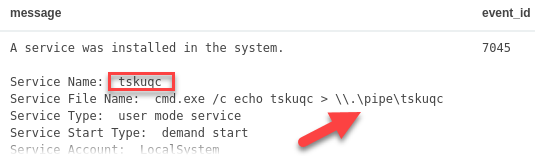 message event_id
A service was installed in the system. 7045
Service Name: tskuqc
Service File Name: cmd.exe /c echo tskuqc > \\.\pipe\tskuqc
Service Type: user mode service
Service Start Type: demand start
Service Account: LocalSystem